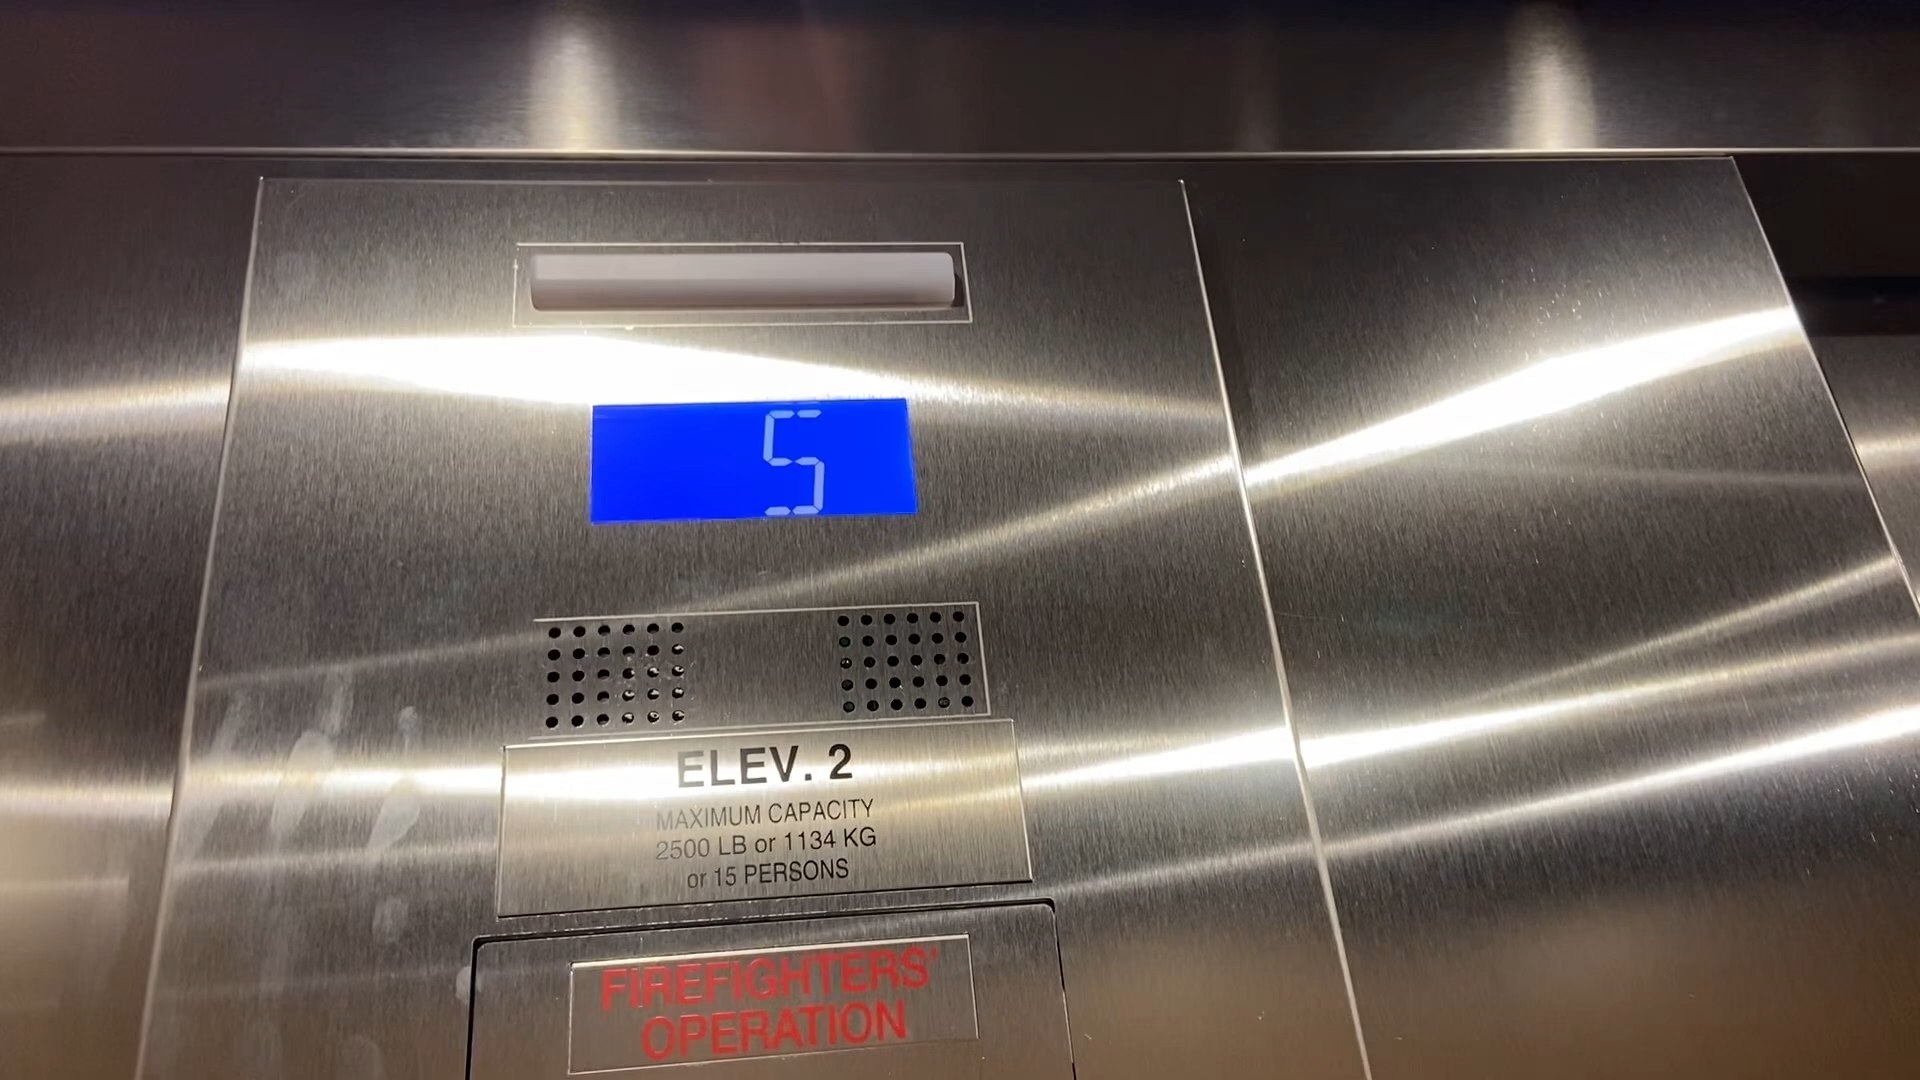 5
ELEV. 2
MAXIMUM CAPACITY
2500 LB or 1134 KG
or 15 PERSONS
FIREFIGHTERS'
OPERATION